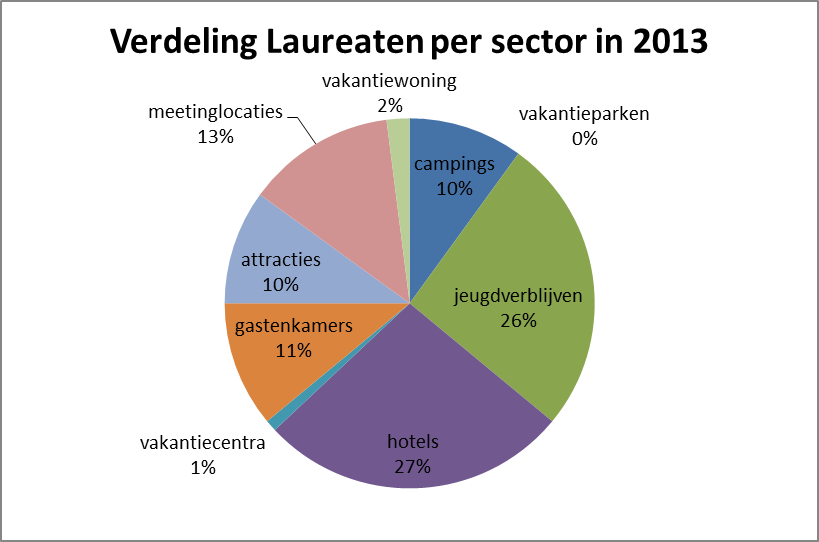 Verdeling Laureaten per sector in 2013
vakantiewoning
2%
vakantieparken
0%
meetinglocaties
13%
campings
10%
attracties
10%
jeugdverblijven
26%
gastenkamers
11%
vakantiecentra
1%
hotels
27%